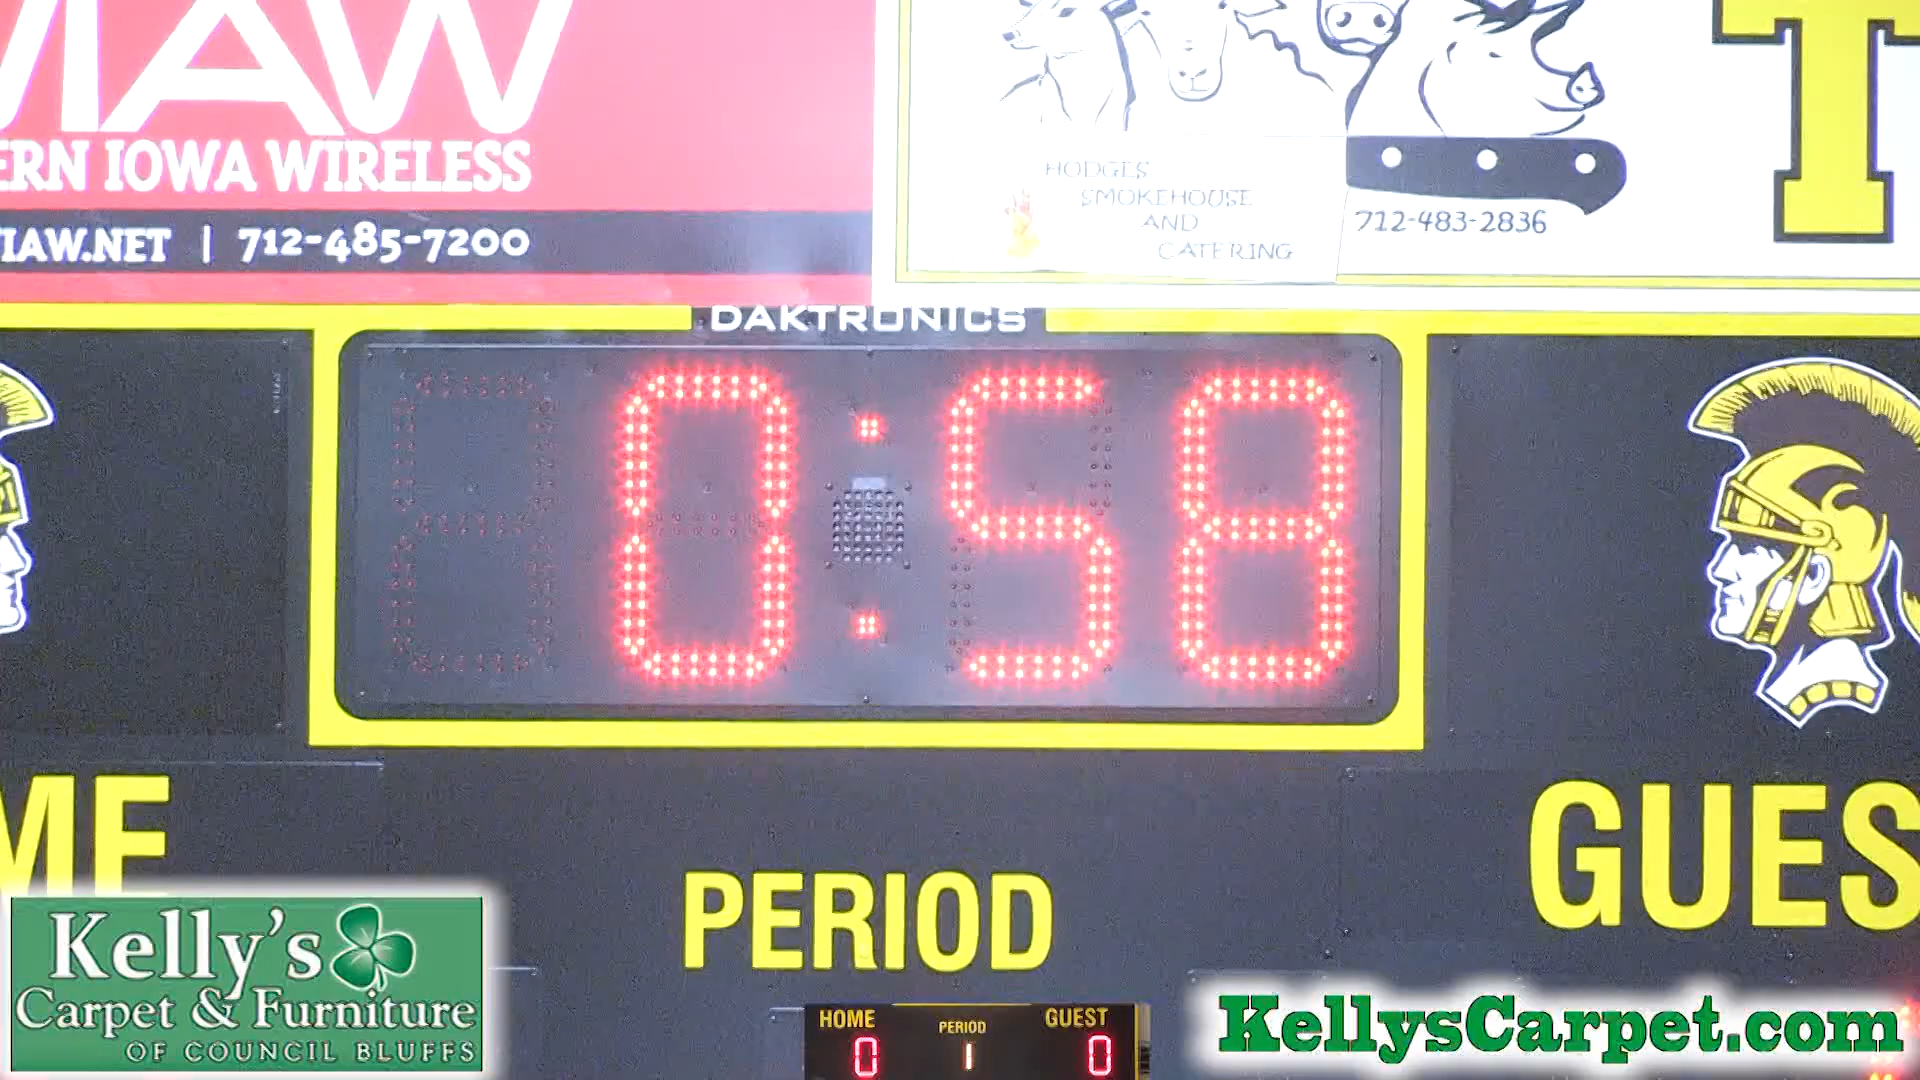 IAW
ERN IOWA WIRELESS
IAW.NET | 712-485-7200
HODGES
SMOKEHOUSE
AND
CATERING
712-483-2836
T
DAKTRONICS
0:58
ME
GUES
PERIOD
Kelly's
Carpet & Furniture
OF COUNCIL BLUFFS
HOME PERIOD GUEST
0 1 0
KellysCarpet.com